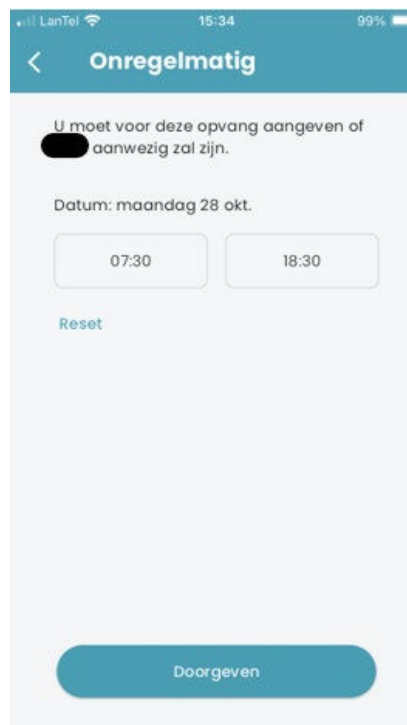 LanTel 15:34 99%
Onregelmatig
U moet voor deze opvang aangeven of
aanwezig zal zijn.
Datum: maandag 28 okt.
07:30 18:30
Reset
Doorgeven